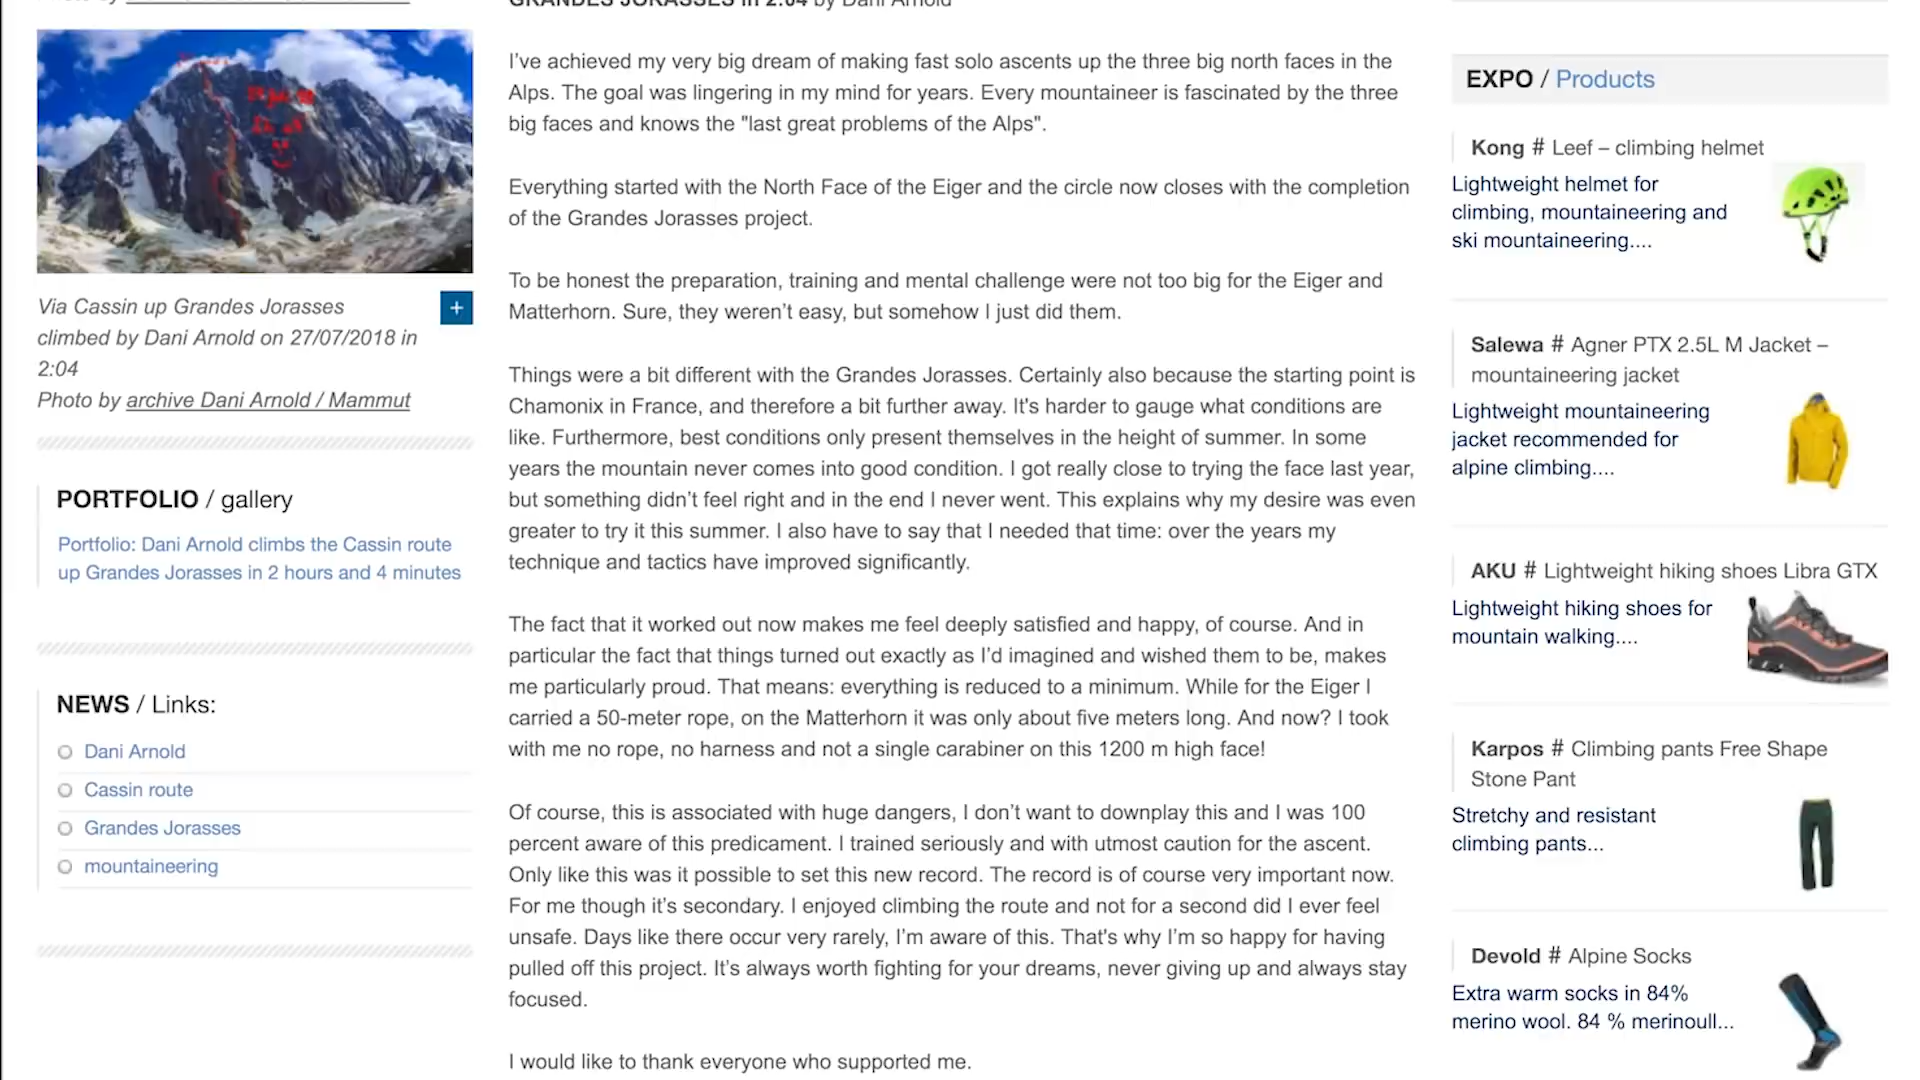 GRANDES JORASSES in 2:04 by Dani Arnold
Via Cassin up Grandes Jorasses
climbed by Dani Arnold on 27/07/2018 in
2:04
Photo by archive Dani Arnold / Mammut
+
PORTFOLIO / gallery
Portfolio: Dani Arnold climbs the Cassin route
up Grandes Jorasses in 2 hours and 4 minutes
NEWS / Links:
Dani Arnold
Cassin route
Grandes Jorasses
mountaineering
I've achieved my very big dream of making fast solo ascents up the three big north faces in the
Alps. The goal was lingering in my mind for years. Every mountaineer is fascinated by the three
big faces and knows the "last great problems of the Alps".
Everything started with the North Face of the Eiger and the circle now closes with the completion
of the Grandes Jorasses project.
To be honest the preparation, training and mental challenge were not too big for the Eiger and
Matterhorn. Sure, they weren't easy, but somehow I just did them.
Things were a bit different with the Grandes Jorasses. Certainly also because the starting point is
Chamonix in France, and therefore a bit further away. It's harder to gauge what conditions are
like. Furthermore, best conditions only present themselves in the height of summer. In some
years the mountain never comes into good condition. I got really close to trying the face last year,
but something didn't feel right and in the end I never went. This explains why my desire was even
greater to try it this summer. I also have to say that I needed that time: over the years my
technique and tactics have improved significantly.
The fact that it worked out now makes me feel deeply satisfied and happy, of course. And in
particular the fact that things turned out exactly as I'd imagined and wished them to be, makes
me particularly proud. That means: everything is reduced to a minimum. While for the Eiger I
carried a 50-meter rope, on the Matterhorn it was only about five meters long. And now? I took
with me no rope, no harness and not a single carabiner on this 1200 m high face!
Of course, this is associated with huge dangers, I don't want to downplay this and I was 100
percent aware of this predicament. I trained seriously and with utmost caution for the ascent.
Only like this was it possible to set this new record. The record is of course very important now.
For me though it's secondary. I enjoyed climbing the route and not for a second did I ever feel
unsafe. Days like there occur very rarely, I'm aware of this. That's why I'm so happy for having
pulled off this project. It's always worth fighting for your dreams, never giving up and always stay
focused.
I would like to thank everyone who supported me.
EXPO / Products
Kong # Leef – climbing helmet
Lightweight helmet for
climbing, mountaineering and
ski mountaineering....
Salewa # Agner PTX 2.5L M Jacket –
mountaineering jacket
Lightweight mountaineering
jacket recommended for
alpine climbing....
AKU # Lightweight hiking shoes Libra GTX
Lightweight hiking shoes for
mountain walking....
Karpos # Climbing pants Free Shape
Stone Pant
Stretchy and resistant
climbing pants...
Devold # Alpine Socks
Extra warm socks in 84%
merino wool. 84 % merinoull...